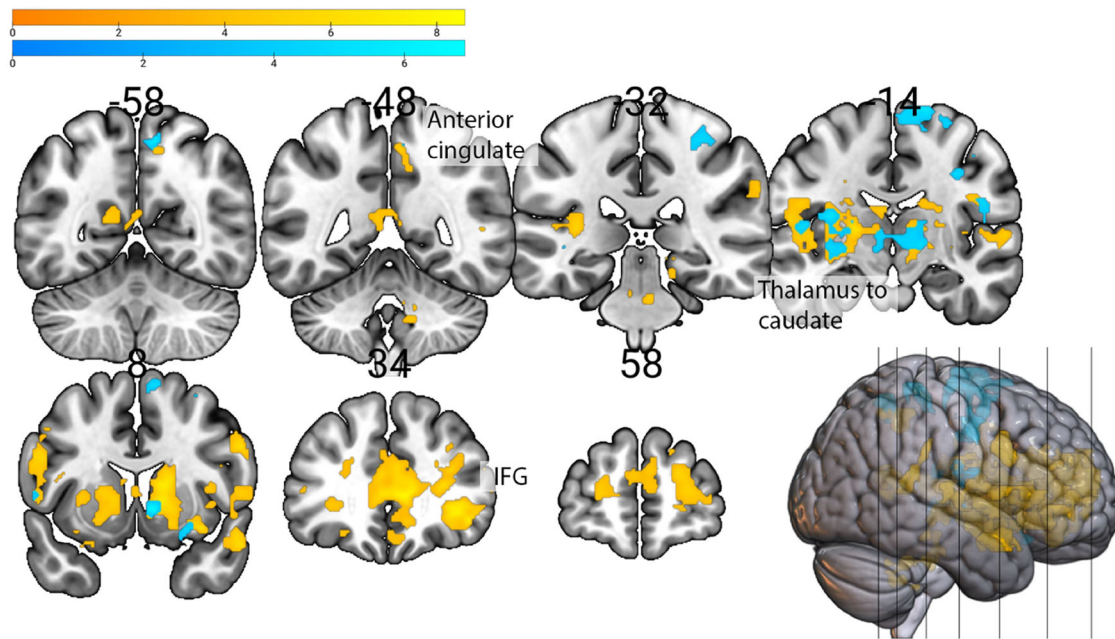 0 2 4 6 8
0 2 4 6
-58 -48 -32 -14
Anterior
cingulate
Thalamus to
caudate
8 34 58
IFG